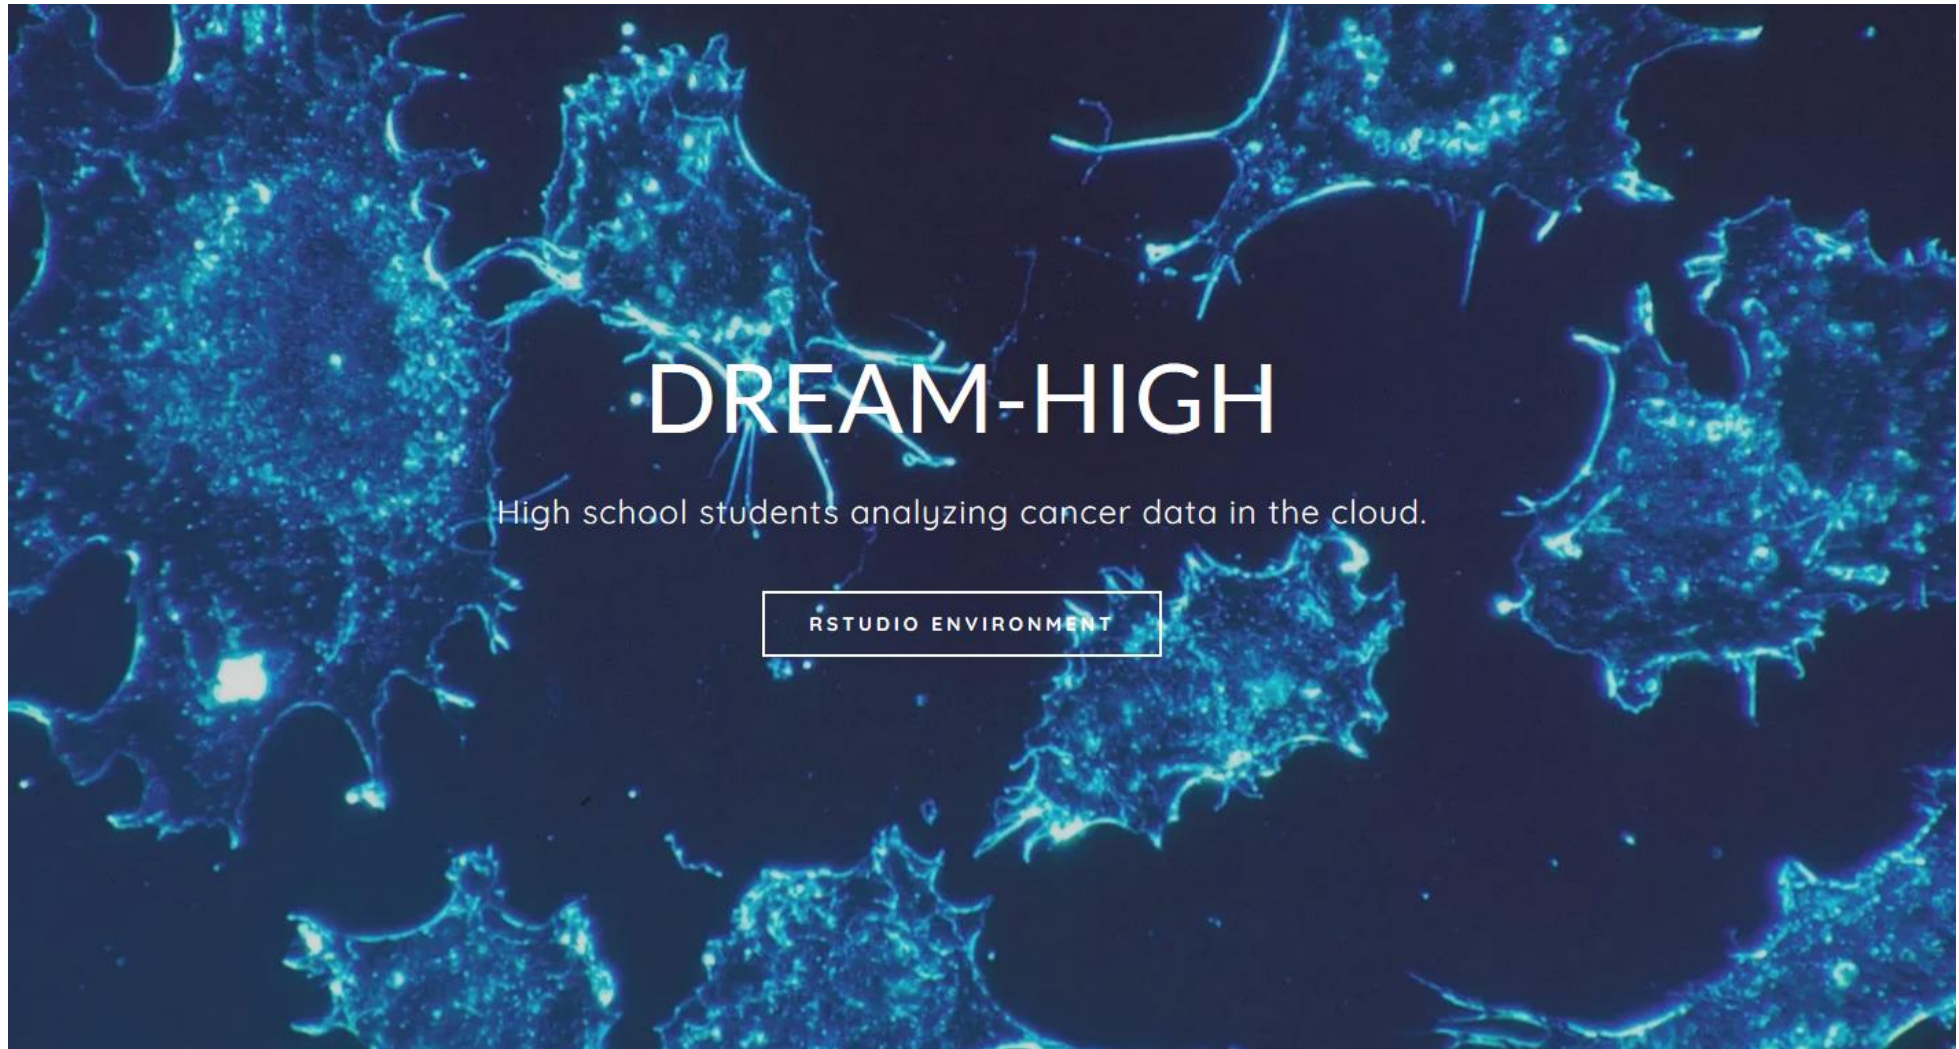 DREAM-HIGH
High school students analyzing cancer data in the cloud.
RSTUDIO ENVIRONMENT